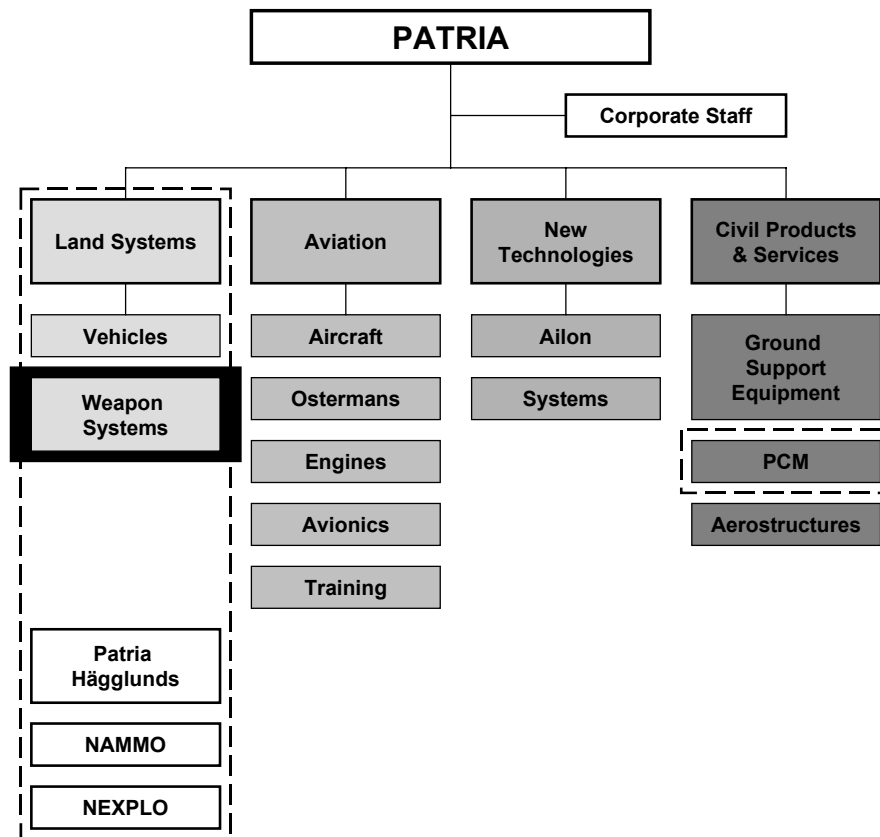 PATRIA
Corporate Staff
Land Systems
Aviation
New
Technologies
Civil Products
& Services
Vehicles
Aircraft
Ailon
Ground
Support
Equipment
Weapon
Systems
Ostermans
Systems
Engines
PCM
Avionics
Aerostructures
Training
Patria
Hägglunds
NAMMO
NEXPLO